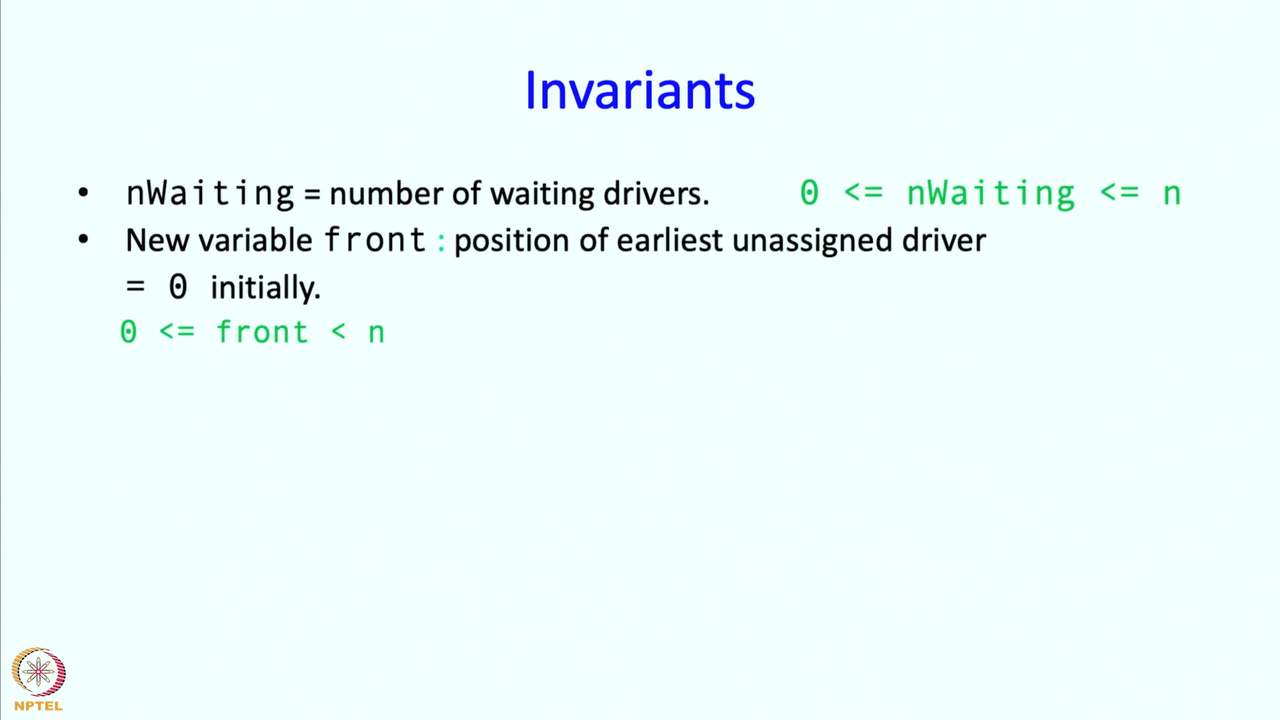 Invariants
• nWaiting = number of waiting drivers. 0 <= nWaiting <= n
• New variable front : position of earliest unassigned driver
= 0 initially.
0 <= front < n
NPTEL